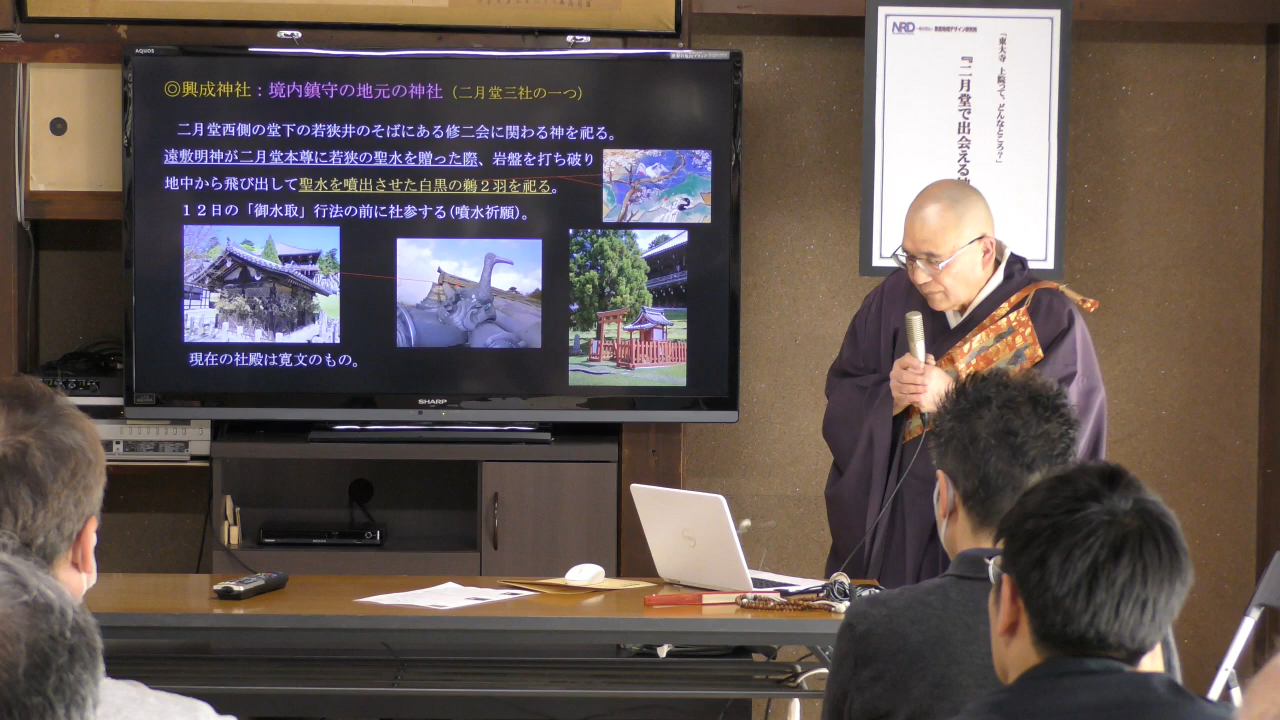 AQUOS
◎興成神社：境内鎮守の地元の神社（二月堂三社の一つ）
二月堂西側の堂下の若狭井のそばにある修二会に関わる神を祀る。
遠敷明神が二月堂本尊に若狭の聖水を贈った際、岩盤を打ち破り
地中から飛び出して聖水を噴出させた白黒の鵜２羽を祀る。
１２日の「御水取」行法の前に社参する（噴水祈願）。
現在の社殿は寛文のもの。
SHARP
NRD
「東大寺　上院って、どんなところ？」
『二月堂で出会える